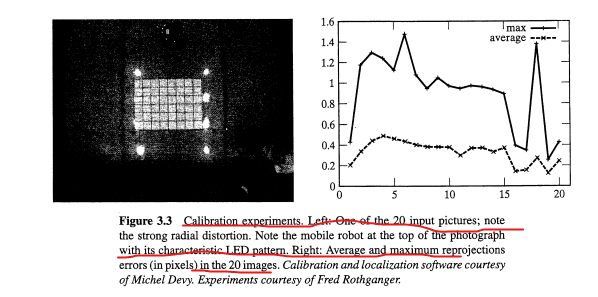 1.6
1.4
1.2
1
0.8
0.6
0.4
0.2
0
0 5 10 15 20
max
average
Figure 3.3 Calibration experiments. Left: One of the 20 input pictures; note
the strong radial distortion. Note the mobile robot at the top of the photograph
with its characteristic LED pattern. Right: Average and maximum reprojections
errors (in pixels) in the 20 images. Calibration and localization software courtesy
of Michel Devy. Experiments courtesy of Fred Rothganger.